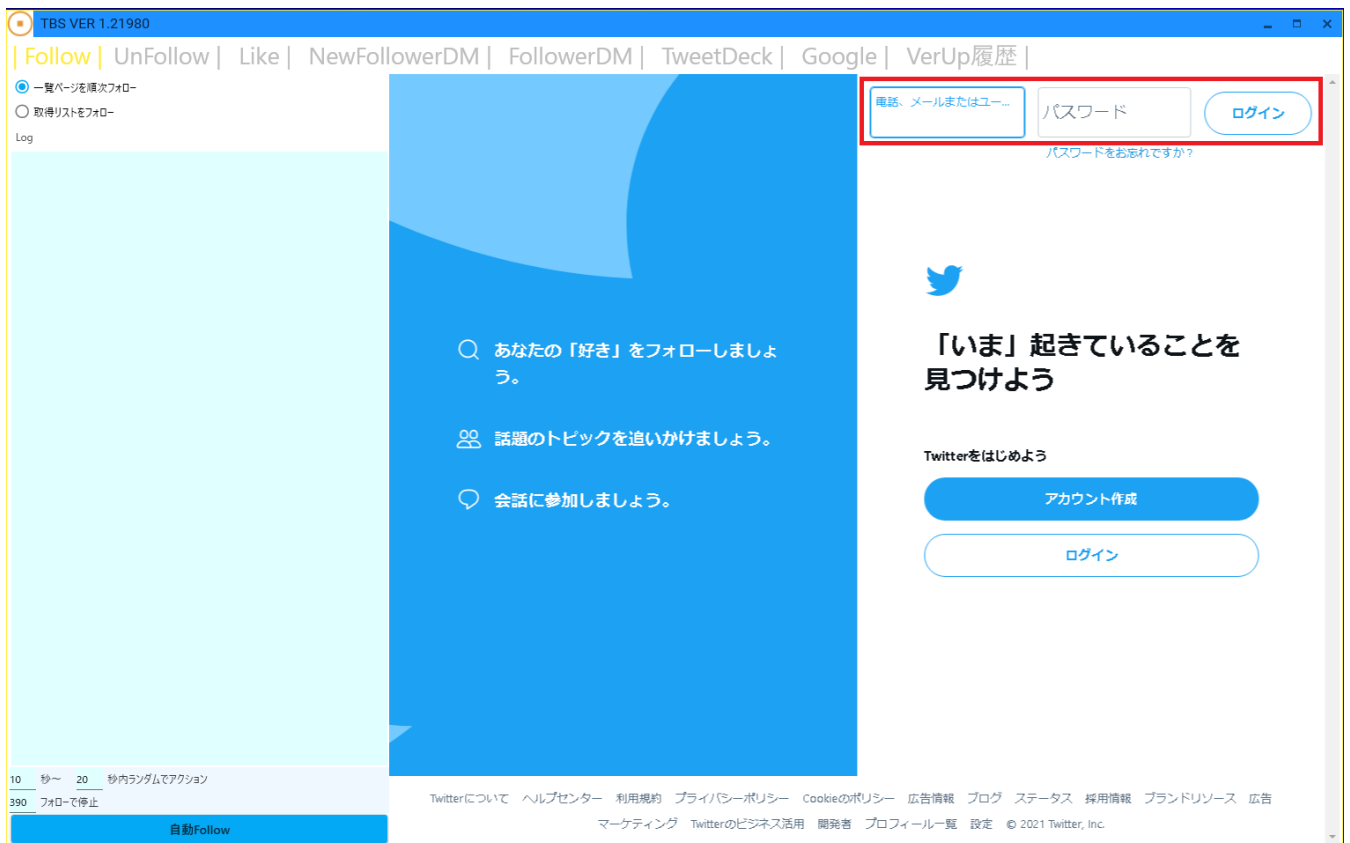 TBS VER 1.21980
| Follow | UnFollow | Like | NewFollowerDM | FollowerDM | TweetDeck | Google | VerUp履歴 |
一覧ページを順次フォロー
取得リストをフォロー
Log
電話、メールまたはユー...
パスワード
ログイン
パスワードをお忘れですか?
あなたの「好き」をフォローしましょ
う。
話題のトピックを追いかけましょう。
会話に参加しましょう。
「いま」起きていることを
見つけよう
Twitterをはじめよう
アカウント作成
ログイン
10 秒〜 20 秒内ランダムでアクション
390 フォローで停止
自動Follow
Twitterについて ヘルプセンター 利用規約 プライバシーポリシー Cookieのポリシー 広告情報 ブログ ステータス 採用情報 ブランドリソース 広告
マーケティング Twitterのビジネス活用 開発者 プロフィール一覧 設定 © 2021 Twitter, Inc.